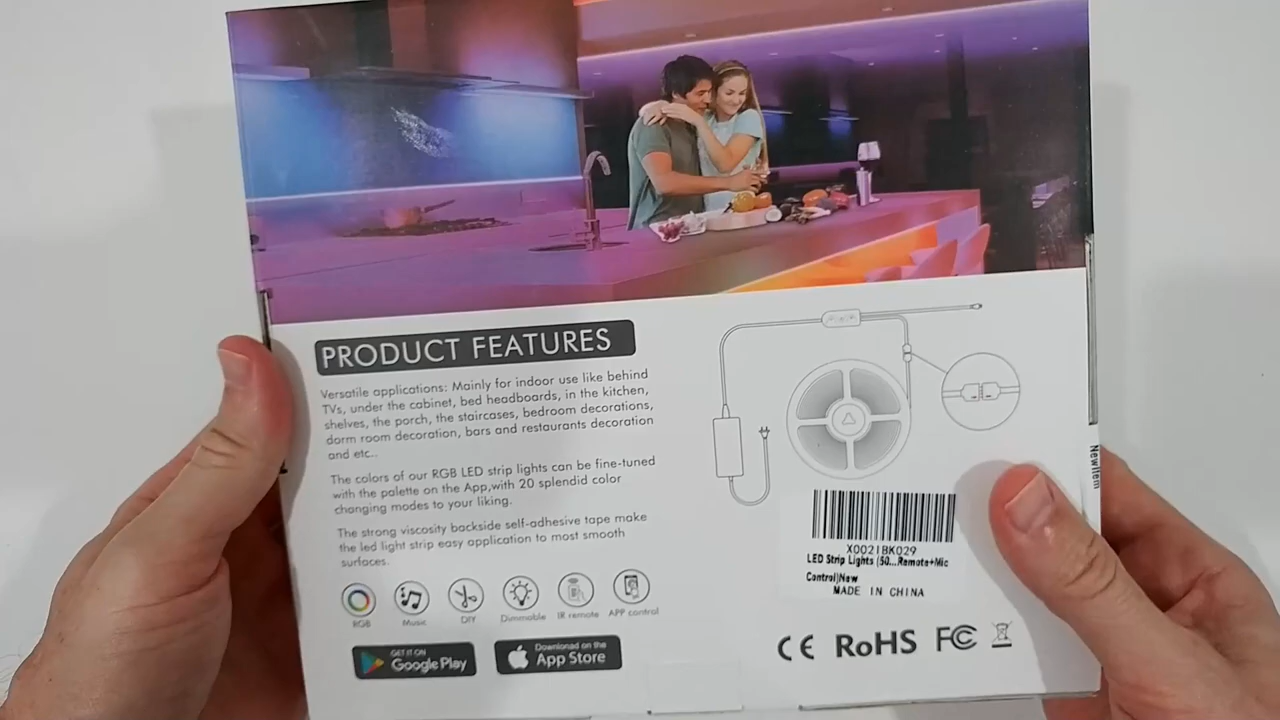 PRODUCT FEATURES
Versatile applications: Mainly for indoor use like behind
TVs, under the cabinet, bed headboards, in the kitchen,
shelves, the porch, the staircases, bedroom decorations,
dorm room decoration, bars and restaurants decoration
and etc..
The colors of our RGB LED strip lights can be fine-tuned
with the palette on the App,with 20 splendid color
changing modes to your liking.
The strong viscosity backside self-adhesive tape make
the led light strip easy application to most smooth
surfaces.
RGB
Music
DIY
Dimmable
IR remote
APP control
GET IT ON
Google Play
Downloaded on the
App Store
X002IBK029
LED Strip Lights (50...Remote+Mic
Control)New
MADE IN CHINA
CE RoHS FC
NewItem